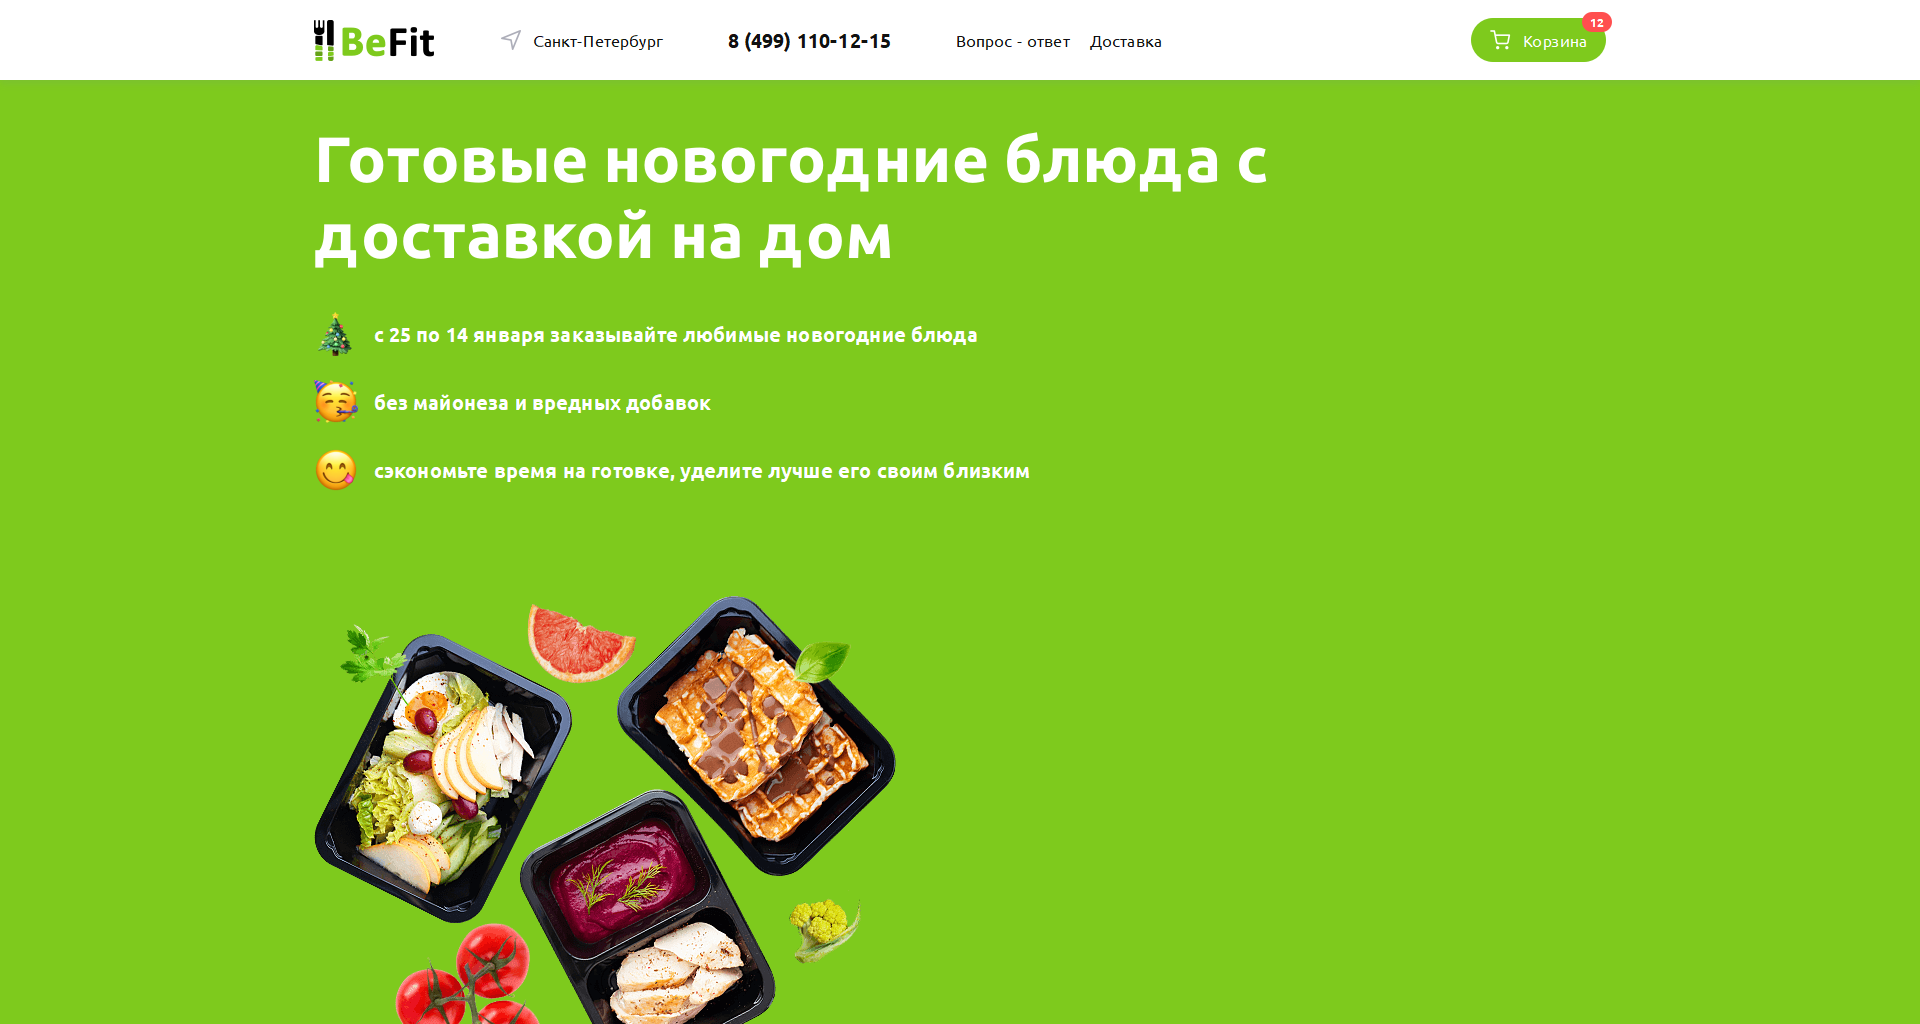 BeFit
Санкт-Петербург
8 (499) 110-12-15
Вопрос - ответ
Доставка
Корзина
12
Готовые новогодние блюда с
доставкой на дом
с 25 по 14 января заказывайте любимые новогодние блюда
без майонеза и вредных добавок
сэкономьте время на готовке, уделите лучше его своим близким